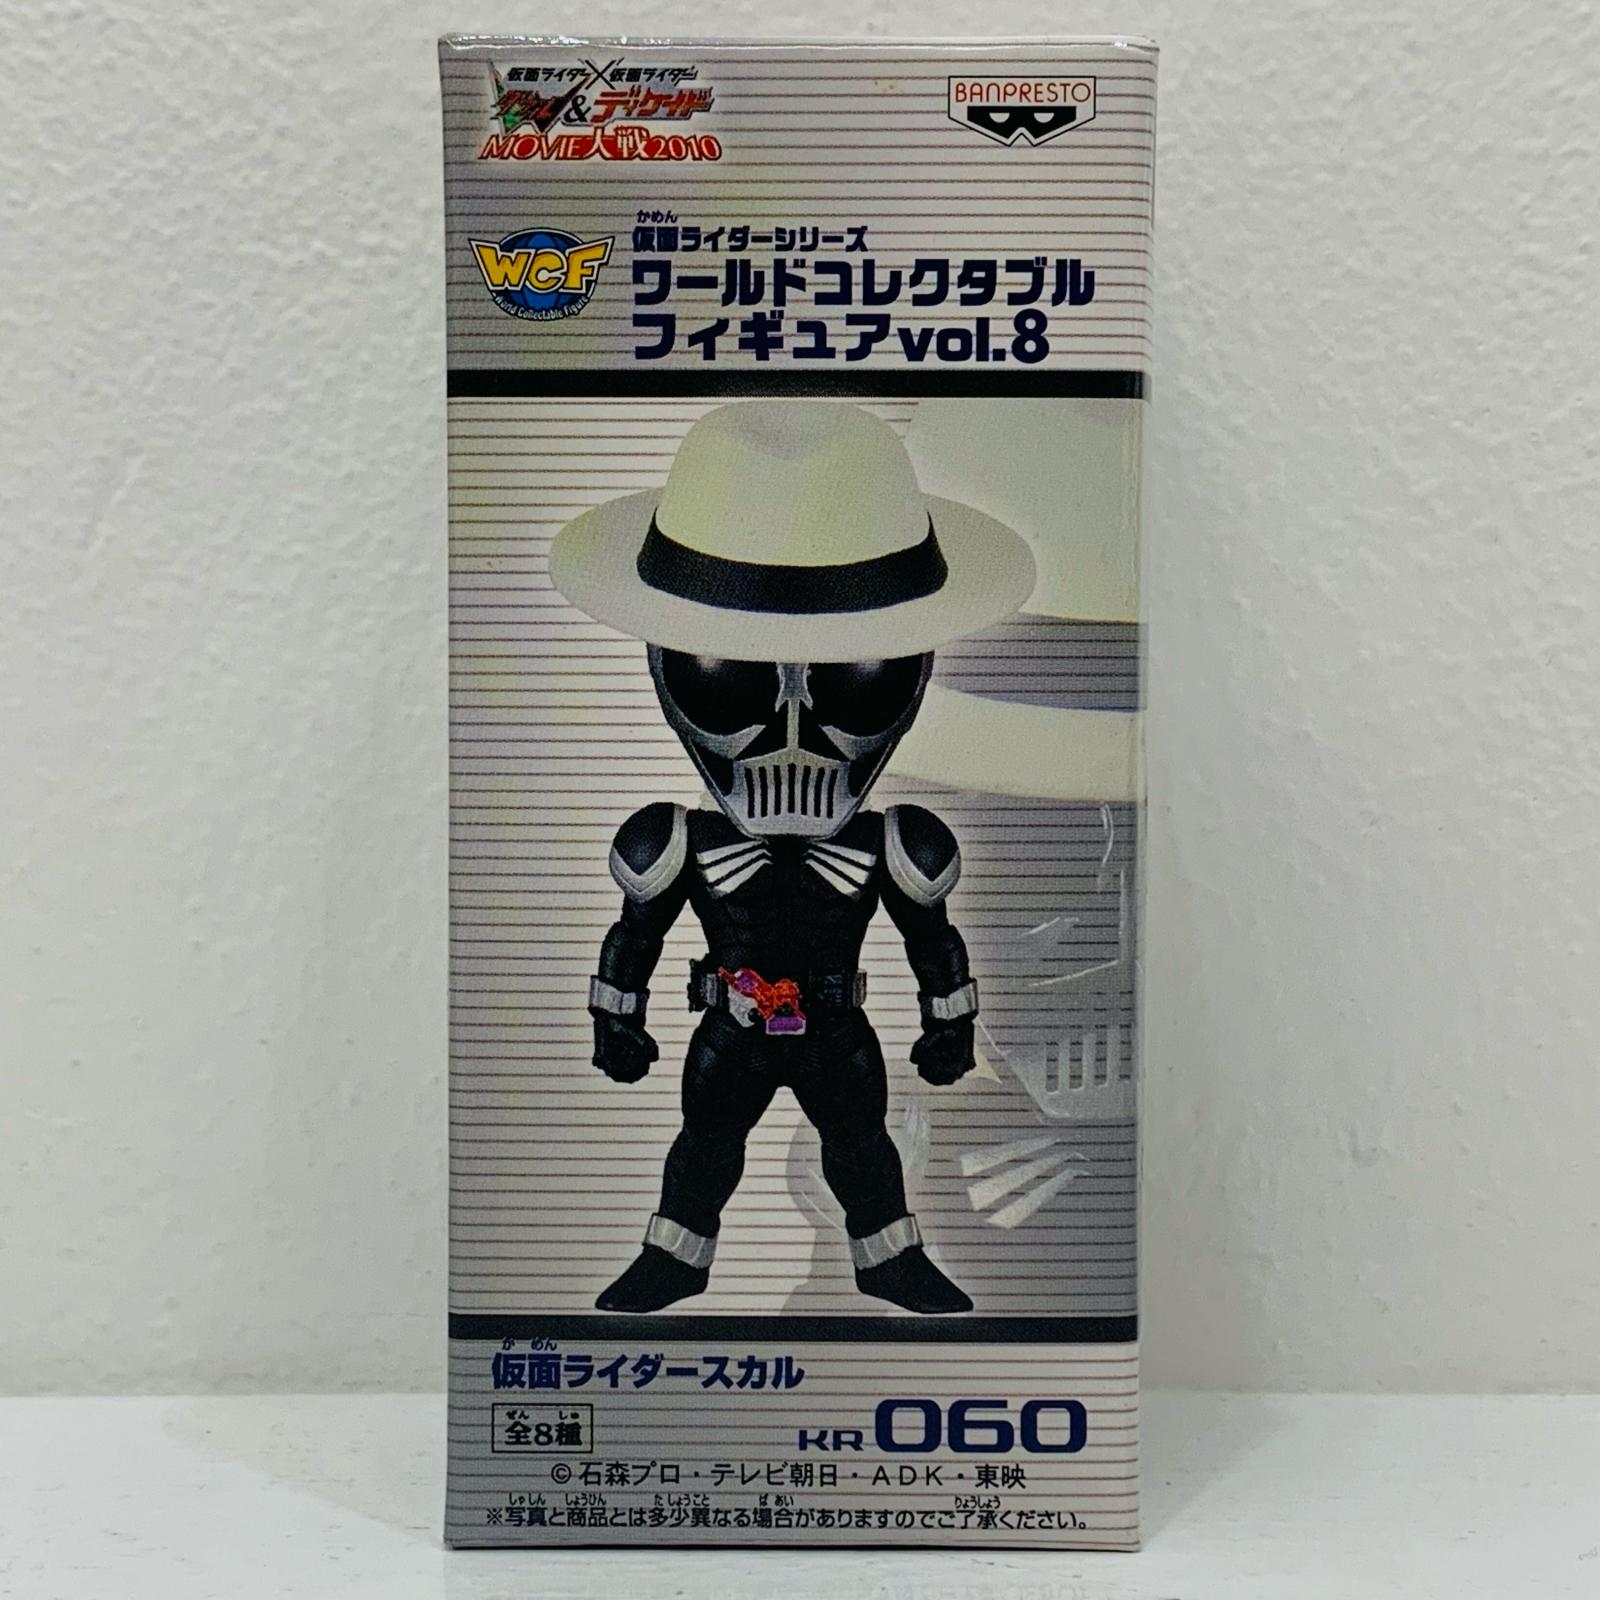 仮面ライダー×仮面ライダー
ダブル&ディケイド
MOVIE大戦2010
BANPRESTO
WCF
World Collectable Figure
かめん
仮面ライダーシリーズ
ワールドコレクタブル
フィギュアvol.8
かめん
仮面ライダースカル
ぜんしゅ
全8種
KR060
©石森プロ・テレビ朝日・ADK・東映
しゃしん しょうひん たしょうこと ばあい りょうしょう
※写真と商品とは多少異なる場合がありますのでご了承ください。